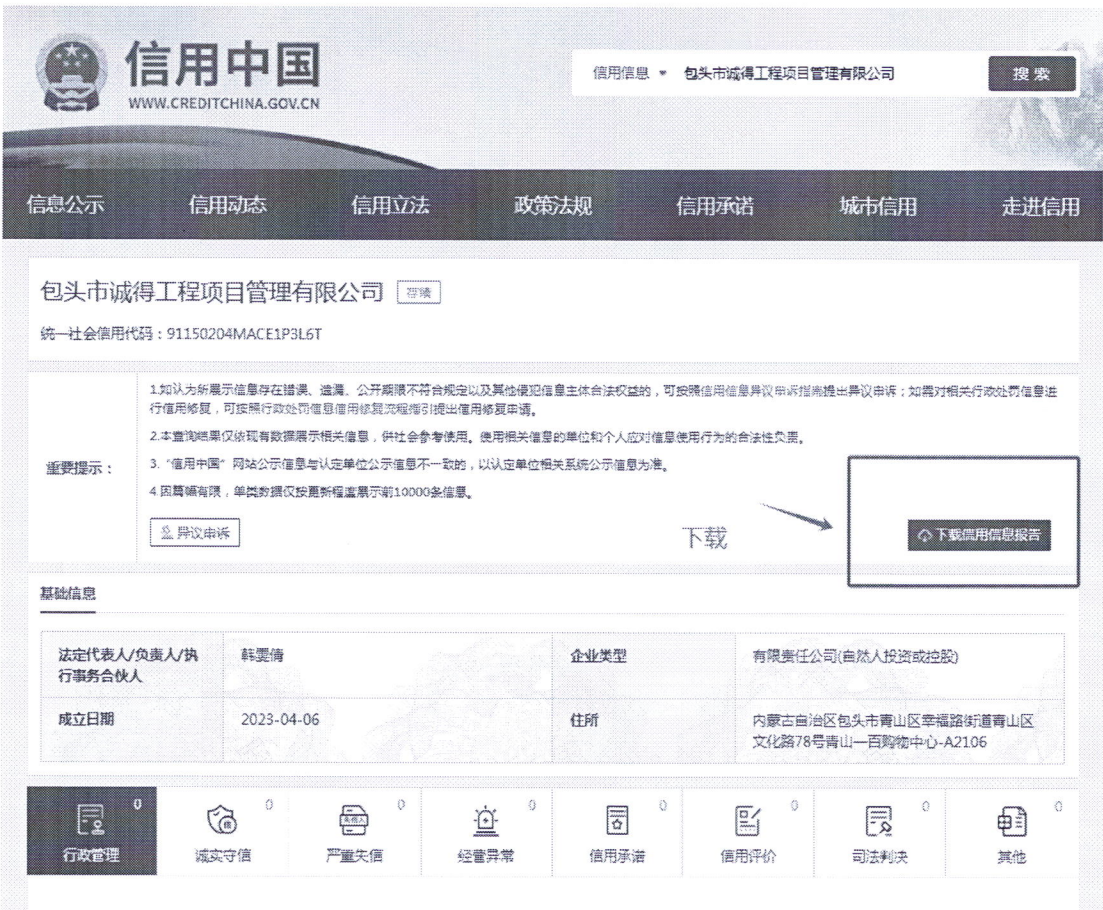 信用中国
WWW.CREDITCHINA.GOV.CN
信用信息
包头市诚得工程项目管理有限公司
搜索
信息公示 信用动态 信用立法 政策法规 信用承诺 城市信用 走进信用
包头市诚得工程项目管理有限公司 存续
统一社会信用代码：91150204MACE1P3L6T
重要提示：
1.如认为所展示信息存在错误、遗漏、公开期限不符合规定以及其他侵犯信息主体合法权益的，可按照信用信息异议申诉指南提出异议申诉；如需对相关行政处罚信息进
行信用修复，可按照行政处罚信息信用修复流程指引提出信用修复申请。
2.本查询结果仅依现有数据展示相关信息，供社会参考使用。使用相关信息的单位和个人应对信息使用行为的合法性负责。
3.“信用中国”网站公示信息与认定单位公示信息不一致的，以认定单位相关系统公示信息为准。
4.因篇幅有限，单类数据仅按更新程度展示前10000条信息。
异议申诉
下载
下载信用信息报告
基础信息
法定代表人/负责人/执
行事务合伙人
韩雯倩
企业类型
有限责任公司(自然人投资或控股)
成立日期
2023-04-06
住所
内蒙古自治区包头市青山区幸福路街道青山区
文化路78号青山一百购物中心-A2106
0 0 0 0 0 0 0 0
行政管理 诚实守信 严重失信 经营异常 信用承诺 信用评价 司法判决 其他